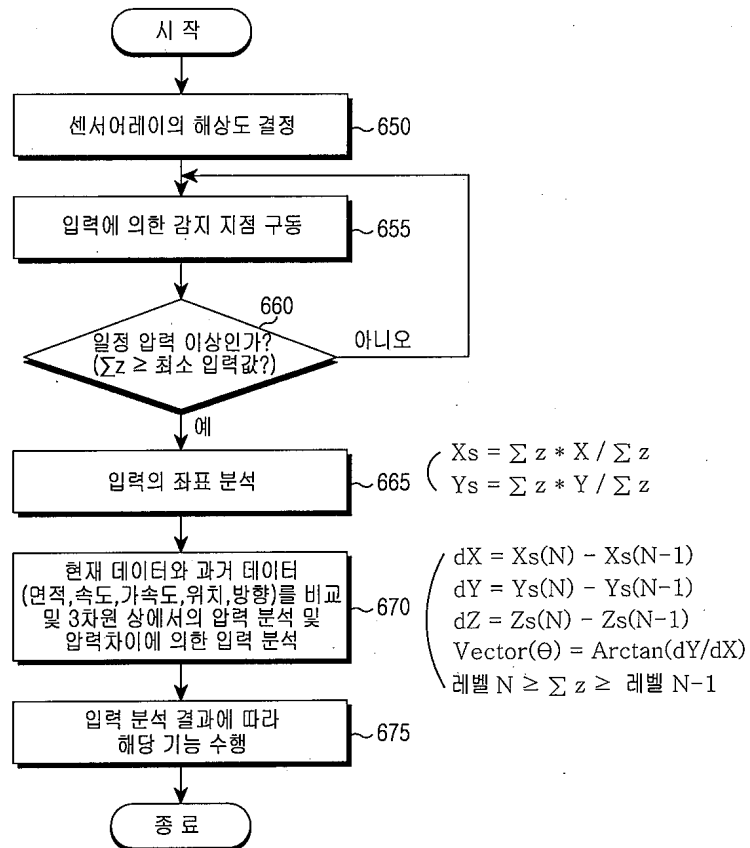 시 작
센서어레이의 해상도 결정
650
입력에 의한 감지 지점 구동
655
660
일정 압력 이상인가?
(∑z ≥ 최소 입력값?)
아니오
예
입력의 좌표 분석
665
Xs = ∑ z * X / ∑ z
Ys = ∑ z * Y / ∑ z
현재 데이터와 과거 데이터
(면적,속도,가속도,위치,방향)를 비교
및 3차원 상에서의 압력 분석 및
압력차이에 의한 입력 분석
670
dX = Xs(N) - Xs(N-1)
dY = Ys(N) - Ys(N-1)
dZ = Zs(N) - Zs(N-1)
Vector(Θ) = Arctan(dY/dX)
레벨 N ≥ ∑ z ≥ 레벨 N-1
입력 분석 결과에 따라
해당 기능 수행
675
종 료